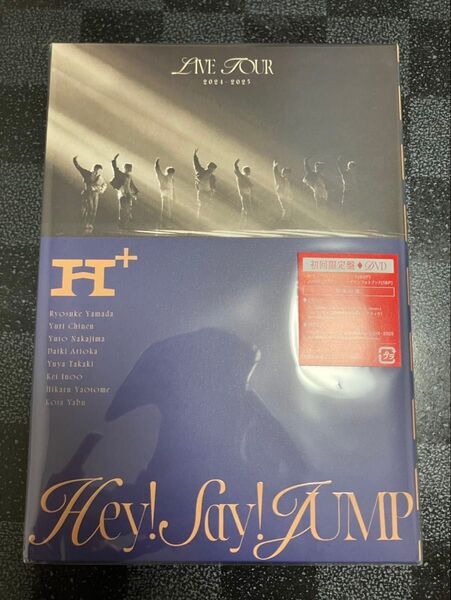 LIVE TOUR
2024-2025
H+
Ryosuke Yamada
Yuri Chinen
Yuto Nakajima
Daiki Arioka
Yuya Takaki
Kei Inoo
Hikaru Yaotome
Kota Yabu
初回限定盤♦DVD
Hey! Say! JUMP